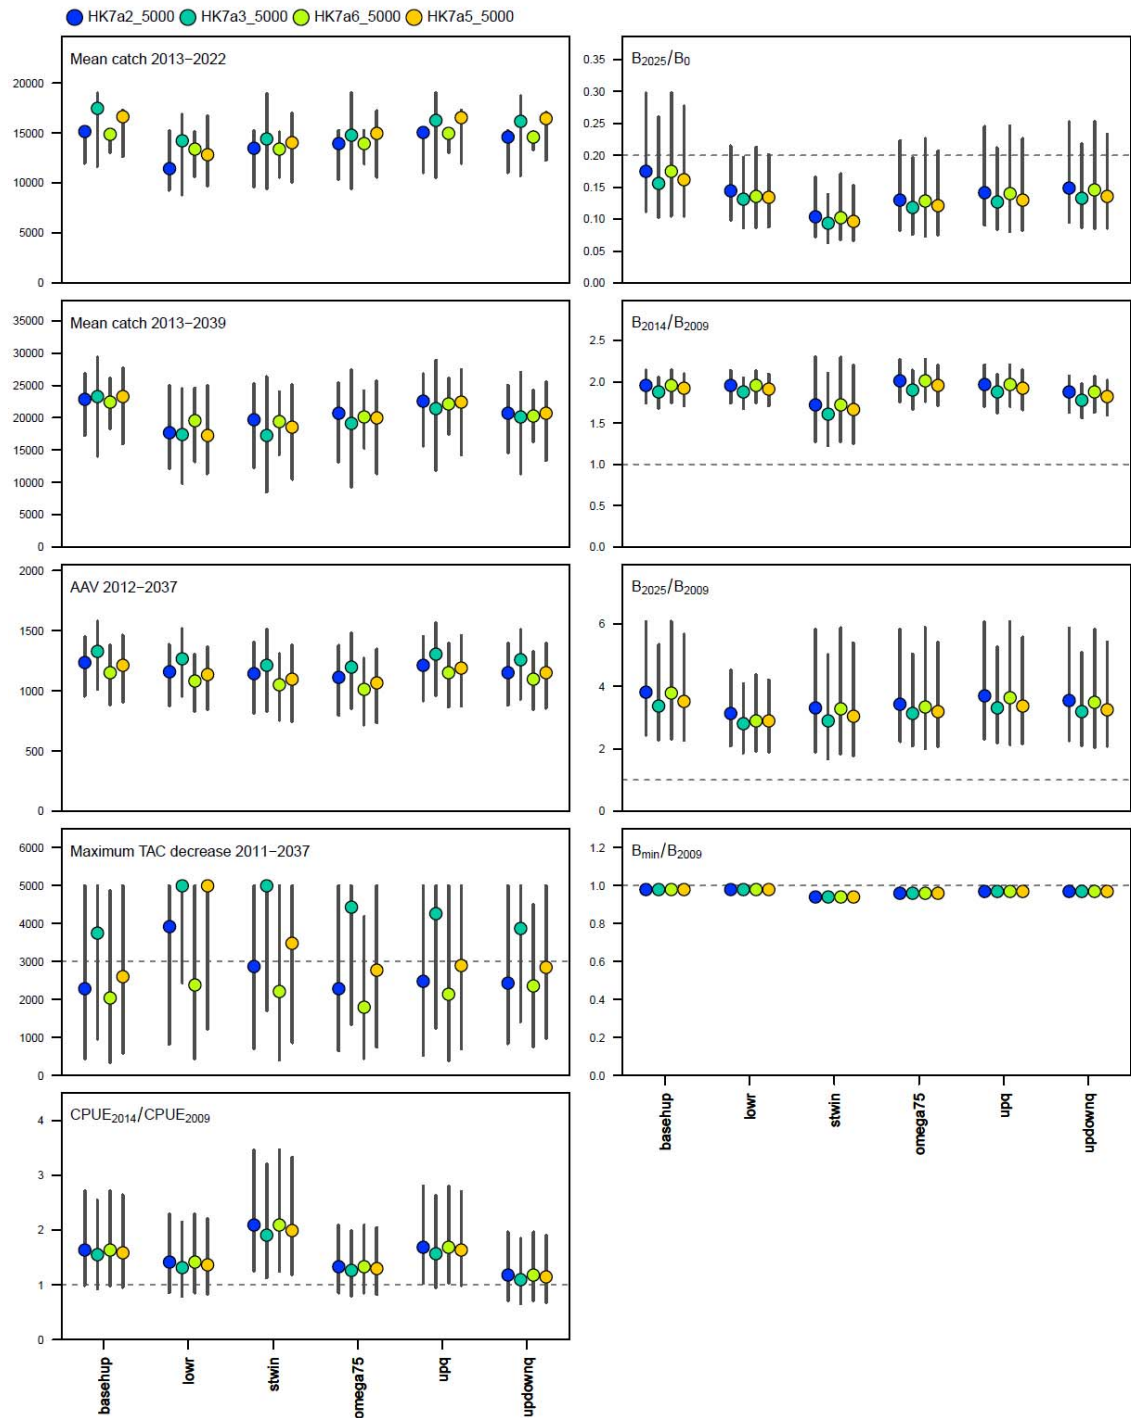 HK7a2_5000 HK7a3_5000 HK7a6_5000 HK7a5_5000
Mean catch 2013−2022
20000
15000
10000
5000
0
B2025/B0
0.35
0.30
0.25
0.20
0.15
0.10
0.05
0.00
Mean catch 2013−2039
35000
30000
25000
20000
15000
10000
5000
0
B2014/B2009
2.5
2.0
1.5
1.0
0.5
0.0
AAV 2012−2037
2000
1500
1000
500
0
B2025/B2009
6
4
2
0
Maximum TAC decrease 2011−2037
6000
5000
4000
3000
2000
1000
0
Bmin/B2009
1.2
1.0
0.8
0.6
0.4
0.2
0.0
basehup
lowr
stwin
omega75
upq
updownq
CPUE2014/CPUE2009
4
3
2
1
0
basehup
lowr
stwin
omega75
upq
updownq